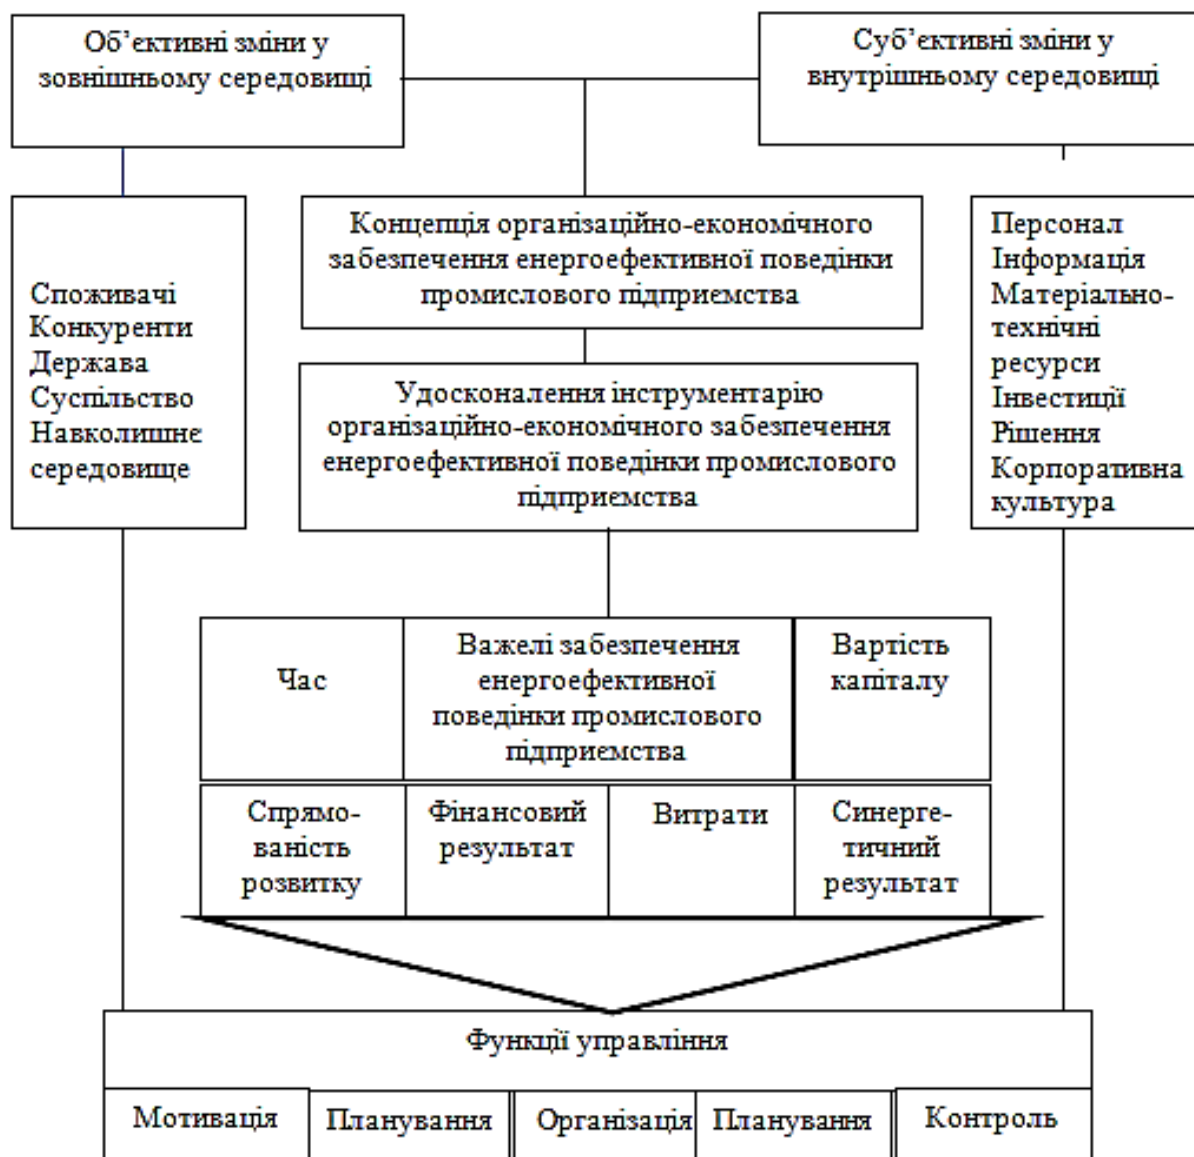 Об’єктивні зміни у
зовнішньому середовищі
Суб’єктивні зміни у
внутрішньому середовищі
Споживачі
Конкуренти
Держава
Суспільство
Навколишнє
середовище
Концепція організаційно-економічного
забезпечення енергоефективної поведінки
промислового підприємства
Удосконалення інструментарію
організаційно-економічного забезпечення
енергоефективної поведінки промислового
підприємства
Персонал
Інформація
Матеріально-
технічні
ресурси
Інвестиції
Рішення
Корпоративна
культура
Час
Важелі забезпечення
енергоефективної
поведінки промислового
підприємства
Вартість
капіталу
Спрямо-
ваність
розвитку
Фінансовий
результат
Витрати
Синерге-
тичний
результат
Функції управління
Мотивація
Планування
Організація
Планування
Контроль